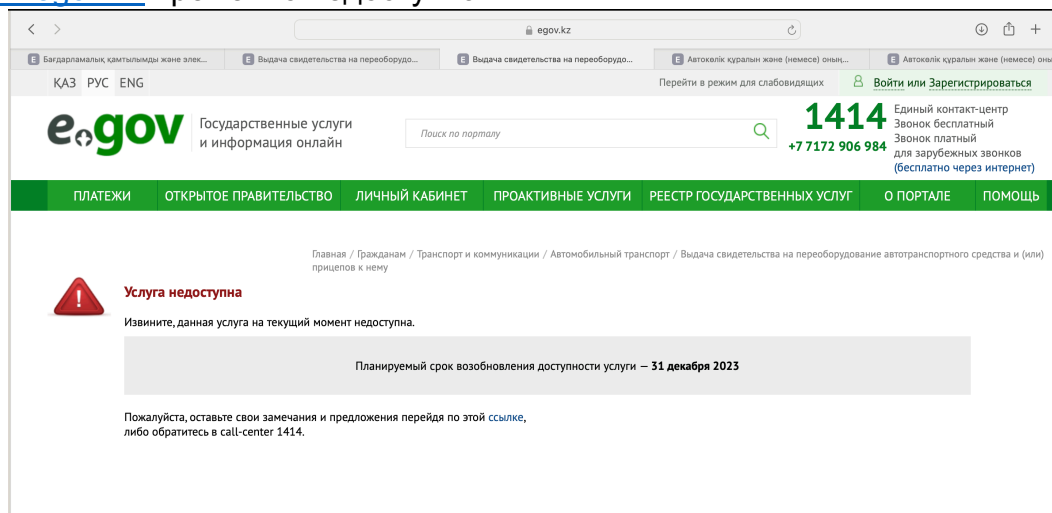 egov.kz
Бағдарламалық қамтылымды және элек...
Выдача свидетельства на переоборудо...
Выдача свидетельства на переоборудо...
Автокөлік құралын және (немесе) оның...
Автокөлік құралын және (немесе) оны
ҚАЗ РУС ENG
Перейти в режим для слабовидящих
Войти или Зарегистрироваться
egov
Государственные услуги
и информация онлайн
Поиск по порталу
1414
+7 7172 906 984
Единый контакт-центр
Звонок бесплатный
Звонок платный
для зарубежных звонков
(бесплатно через интернет)
ПЛАТЕЖИ ОТКРЫТОЕ ПРАВИТЕЛЬСТВО ЛИЧНЫЙ КАБИНЕТ ПРОАКТИВНЫЕ УСЛУГИ РЕЕСТР ГОСУДАРСТВЕННЫХ УСЛУГ О ПОРТАЛЕ ПОМОЩЬ
Главная / Гражданам / Транспорт и коммуникации / Автомобильный транспорт / Выдача свидетельства на переоборудование автотранспортного средства и (или)
прицепов к нему
Услуга недоступна
Извините, данная услуга на текущий момент недоступна.
Планируемый срок возобновления доступности услуги — 31 декабря 2023
Пожалуйста, оставьте свои замечания и предложения перейдя по этой ссылке,
либо обратитесь в call-center 1414.